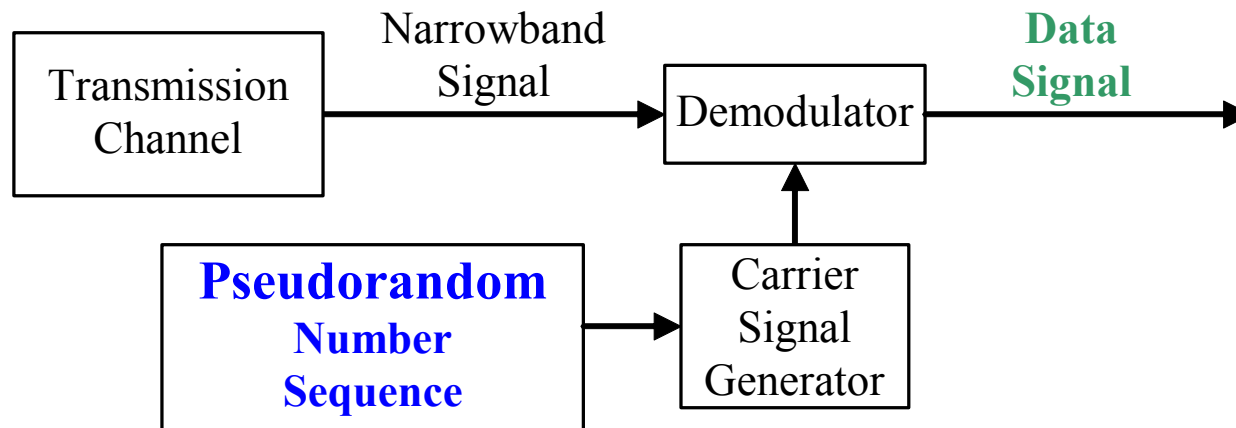 Transmission
Channel
Narrowband
Signal
Demodulator
Data
Signal
Pseudorandom
Number
Sequence
Carrier
Signal
Generator